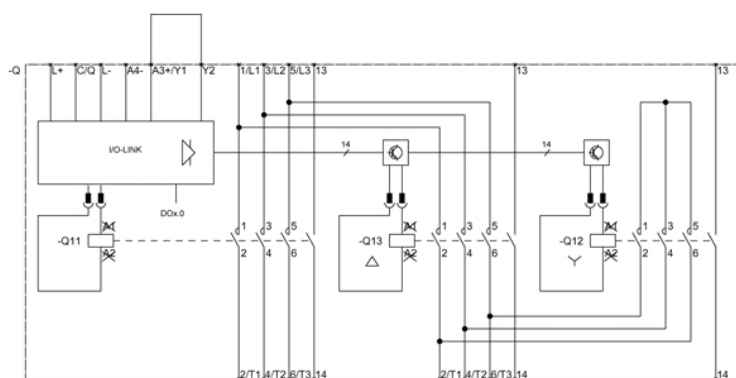 -Q L+ C/Q L- A4- A3+/Y1 Y2 1/L1 3/L2 5/L3 13 13 13
I/O-LINK
14 14
DOx.0
-Q11 A1 A2 1 3 5 2 4 6
-Q13 A1 A2 1 3 5 2 4 6
-Q12 A1 A2 1 3 5 2 4 6
2/T1 4/T2 6/T3 14 2/T1 4/T2 6/T3 14 14